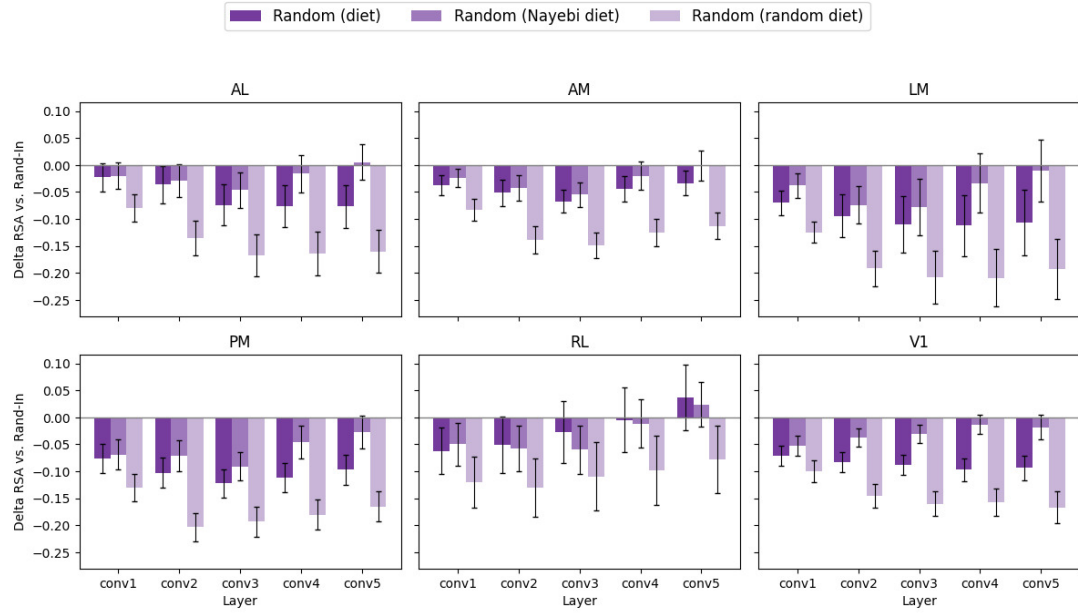 Random (diet) Random (Nayebi diet) Random (random diet)
AL AM LM
Delta RSA vs. Rand-In
0.10
0.05
0.00
−0.05
−0.10
−0.15
−0.20
−0.25
PM RL V1
Delta RSA vs. Rand-In
0.10
0.05
0.00
−0.05
−0.10
−0.15
−0.20
−0.25
conv1 conv2 conv3 conv4 conv5 conv1 conv2 conv3 conv4 conv5 conv1 conv2 conv3 conv4 conv5
Layer Layer Layer